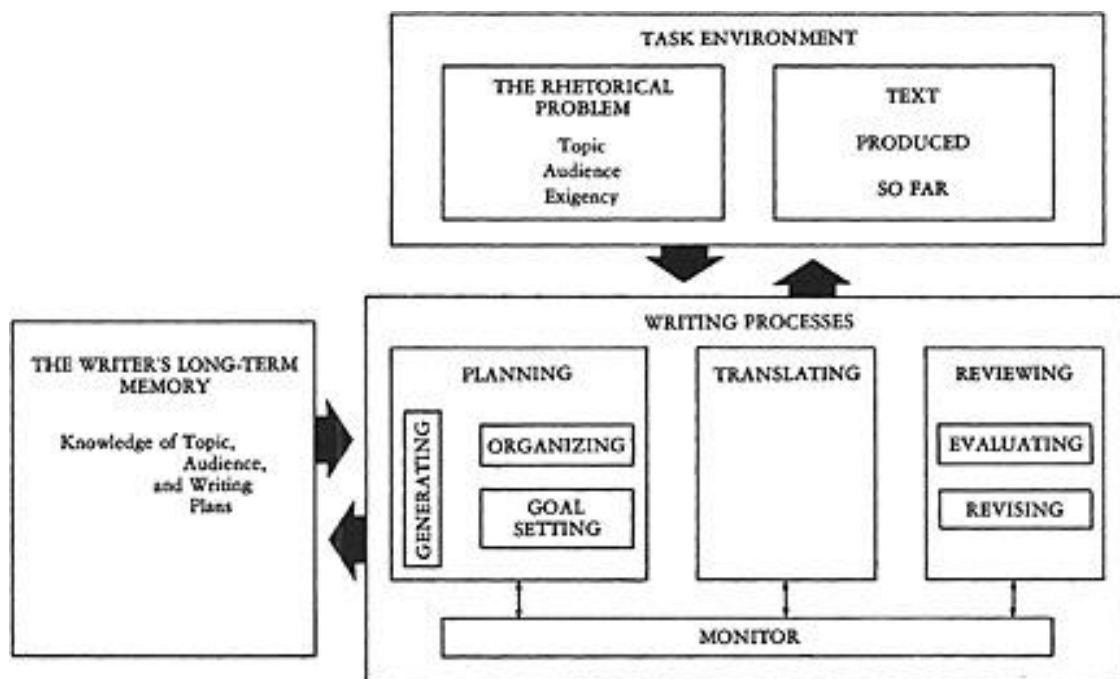 TASK ENVIRONMENT
THE RHETORICAL
PROBLEM
Topic
Audience
Exigency
TEXT
PRODUCED
SO FAR
THE WRITER'S LONG-TERM
MEMORY
Knowledge of Topic,
Audience,
and Writing
Plans
WRITING PROCESSES
PLANNING
GENERATING
ORGANIZING
GOAL
SETTING
TRANSLATING
REVIEWING
EVALUATING
REVISING
MONITOR